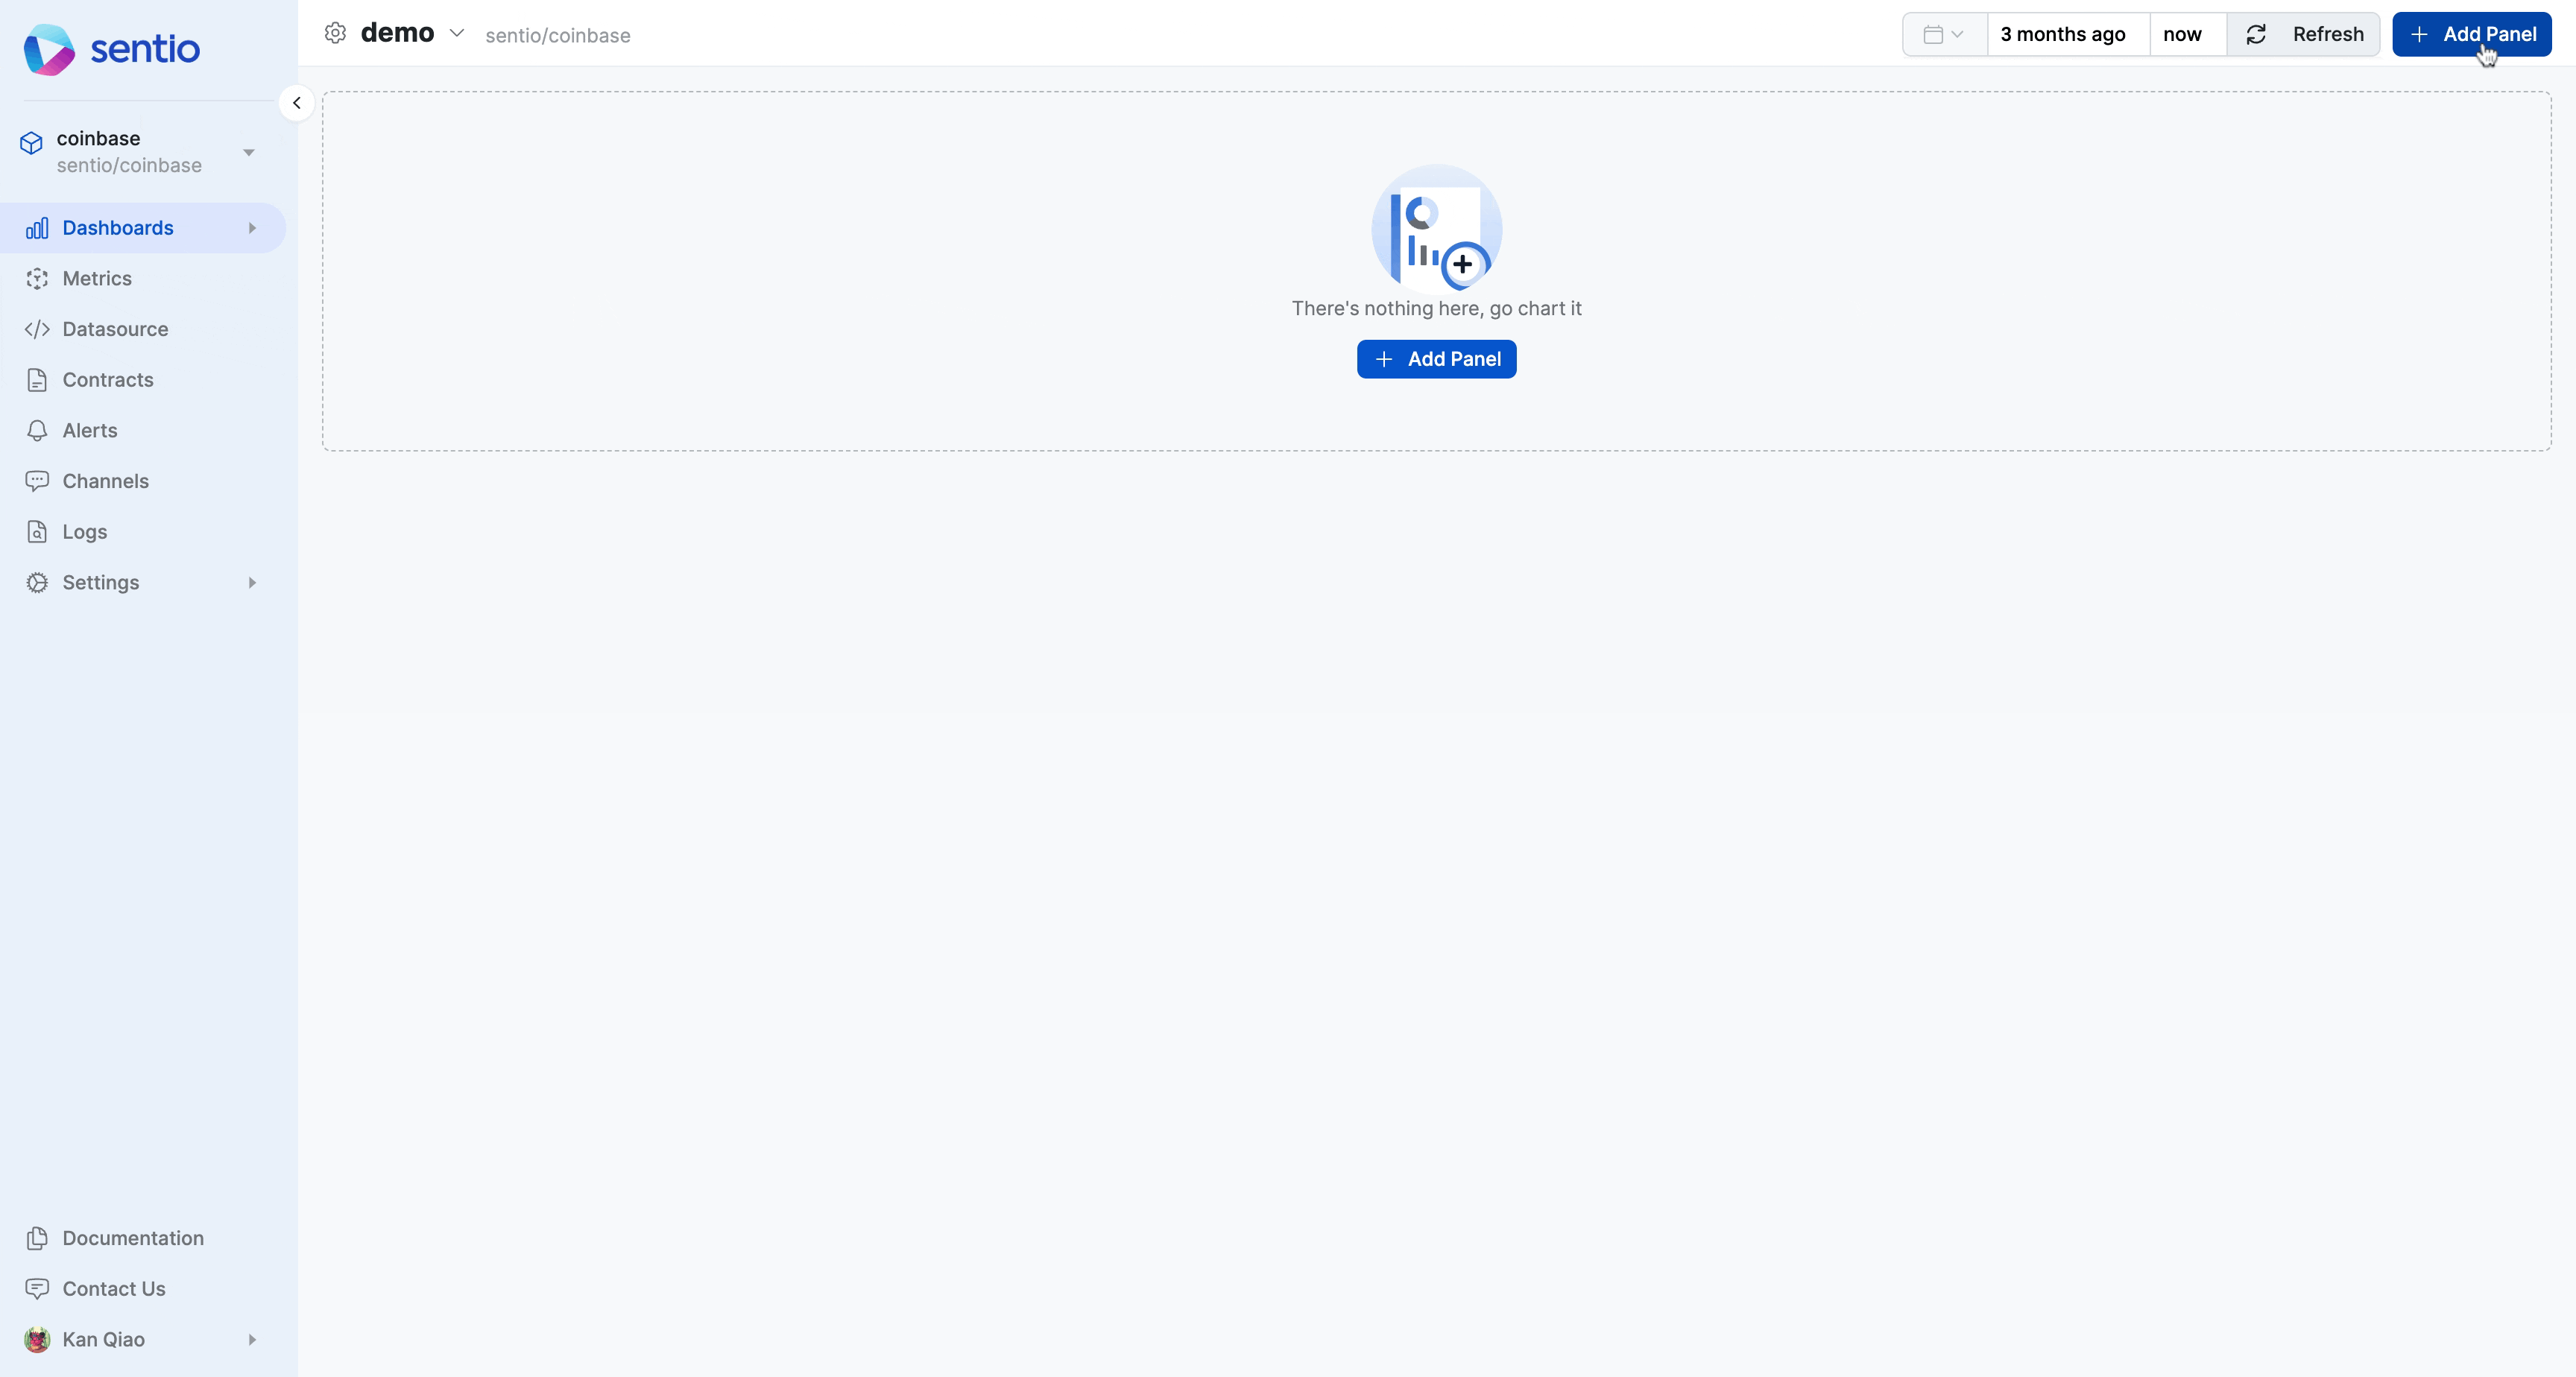 sentio
demo
sentio/coinbase
3 months ago
now
Refresh
Add Panel
coinbase
sentio/coinbase
Dashboards
Metrics
Datasource
Contracts
Alerts
Channels
Logs
Settings
There's nothing here, go chart it
Add Panel
Documentation
Contact Us
Kan Qiao